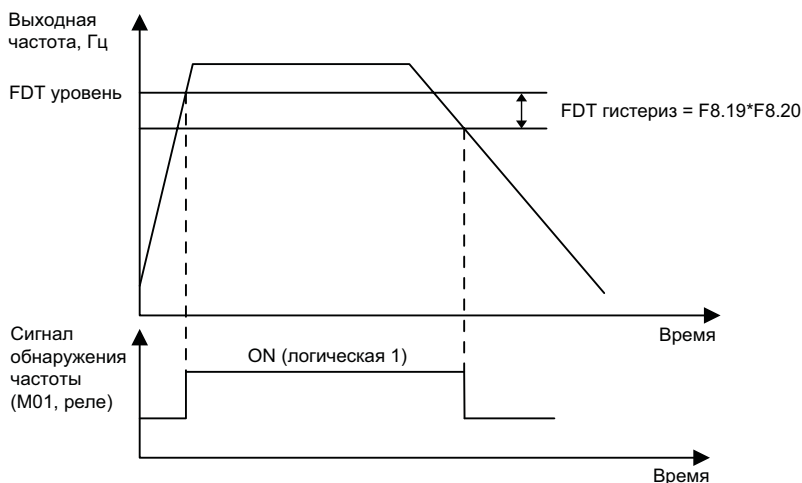 Выходная
частота, Гц
FDT уровень
FDT гистериз = F8.19*F8.20
Время
Сигнал
обнаружения
частоты
(М01, реле)
ON (логическая 1)
Время